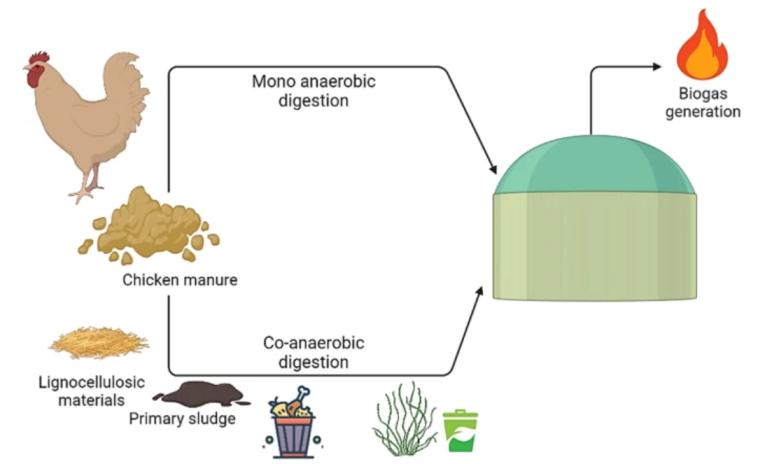 Mono anaerobic
digestion
Biogas
generation
Chicken manure
Co-anaerobic
digestion
Lignocellulosic
materials
Primary sludge